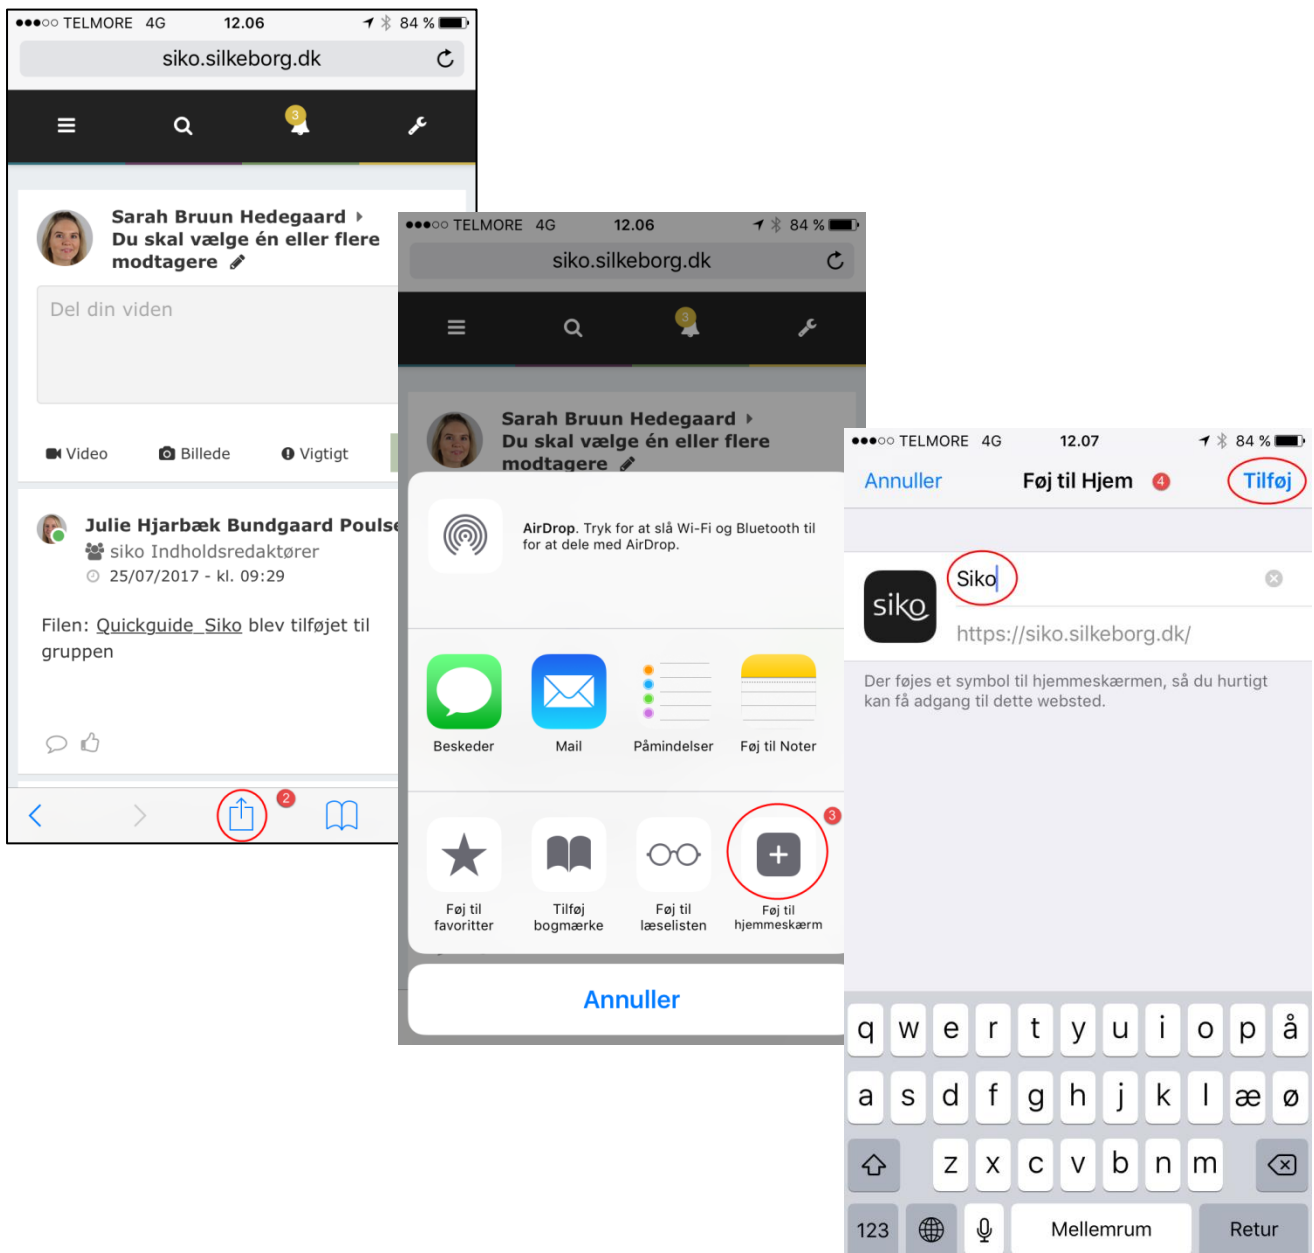 TELMORE 4G 12.06 84 %
siko.silkeborg.dk
3
Sarah Bruun Hedegaard
Du skal vælge én eller flere
modtagere
Del din viden
Video Billede Vigtigt
Julie Hjarbæk Bundgaard Poulse
siko Indholdsredaktører
25/07/2017 - kl. 09:29
Filen: Quickguide_Siko blev tilføjet til
gruppen
2
TELMORE 4G 12.06 84 %
siko.silkeborg.dk
3
Sarah Bruun Hedegaard
Du skal vælge én eller flere
modtagere
AirDrop. Tryk for at slå Wi-Fi og Bluetooth til
for at dele med AirDrop.
Beskeder Mail Påmindelser Føj til Noter
3
Føj til Tilføj Føj til Føj til
favoritter bogmærke læselisten hjemmeskærm
Annuller
TELMORE 4G 12.07 84 %
Annuller Føj til Hjem 4 Tilføj
siko
Siko
https://siko.silkeborg.dk/
Der føjes et symbol til hjemmeskærmen, så du hurtigt
kan få adgang til dette websted.
q w e r t y u i o p å
a s d f g h j k l æ ø
z x c v b n m
123 Mellemrum Retur